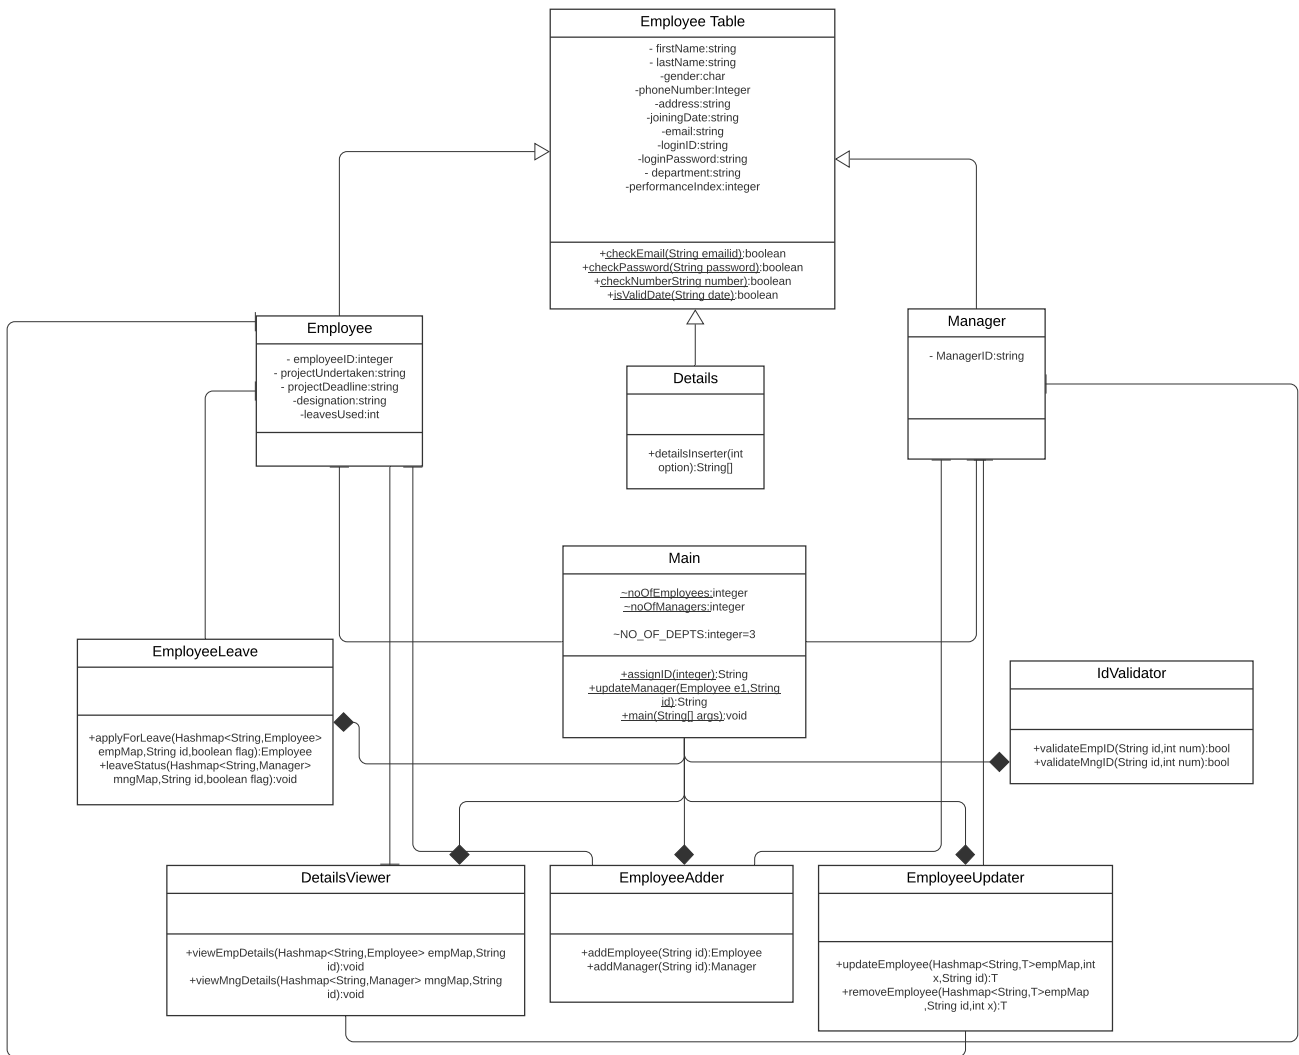 Employee Table
- firstName:string
- lastName:string
-gender:char
-phoneNumber:Integer
-address:string
-joiningDate:string
-email:string
-loginID:string
-loginPassword:string
- department:string
-performanceIndex:integer
+checkEmail(String emailid):boolean
+checkPassword(String password):boolean
+checkNumberString number):boolean
+isValidDate(String date):boolean
Employee
- employeeID:integer
- projectUndertaken:string
- projectDeadline:string
-designation:string
-leavesUsed:int
Manager
- ManagerID:string
Details
+detailsInserter(int
option):String[]
Main
~noOfEmployees:integer
~noOfManagers:integer
~NO_OF_DEPTS:integer=3
+assignID(integer):String
+updateManager(Employee e1,String
id):String
+main(String[] args):void
EmployeeLeave
+applyForLeave(Hashmap<String,Employee>
empMap,String id,boolean flag):Employee
+leaveStatus(Hashmap<String,Manager>
mngMap,String id,boolean flag):void
IdValidator
+validateEmpID(String id,int num):bool
+validateMngID(String id,int num):bool
DetailsViewer
+viewEmpDetails(Hashmap<String,Employee> empMap,String
id):void
+viewMngDetails(Hashmap<String,Manager> mngMap,String
id):void
EmployeeAdder
+addEmployee(String id):Employee
+addManager(String id):Manager
EmployeeUpdater
+updateEmployee(Hashmap<String,T>empMap,int
x,String id):T
+removeEmployee(Hashmap<String,T>empMap
,String id,int x):T